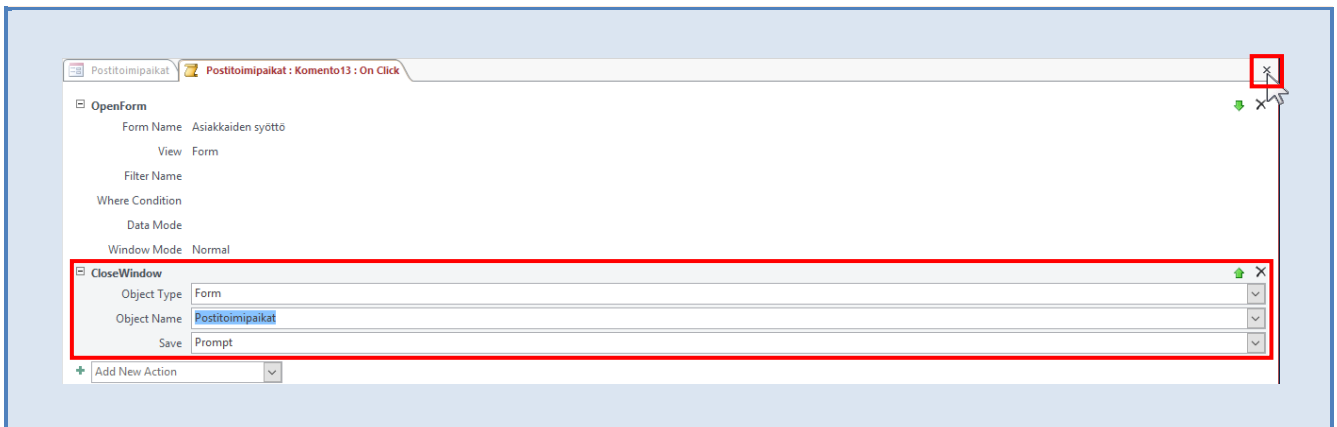 Postitoimipaikat
Postitoimipaikat : Komento13 : On Click
OpenForm
Form Name Asiakkaiden syöttö
View Form
Filter Name
Where Condition
Data Mode
Window Mode Normal
CloseWindow
Object Type Form
Object Name Postitoimipaikat
Save Prompt
Add New Action